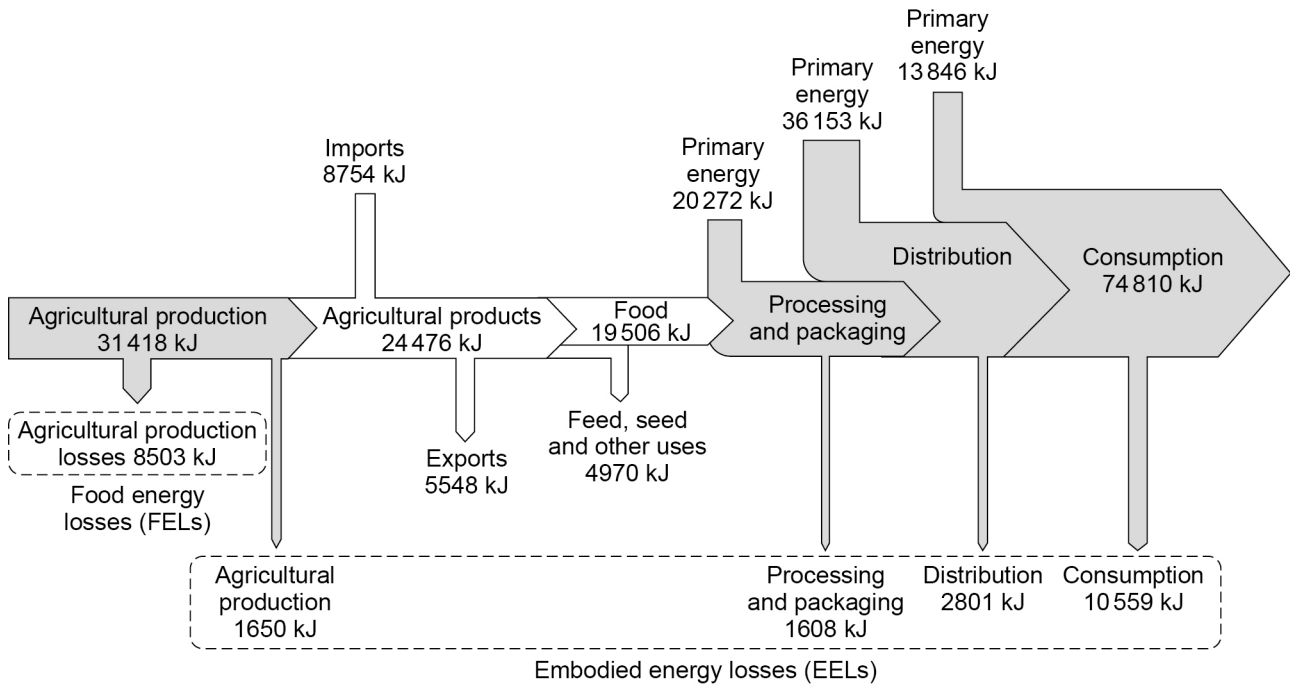 Primary
energy
13 846 kJ
Primary
energy
36 153 kJ
Imports
8754 kJ
Primary
energy
20 272 kJ
Distribution
Consumption
74 810 kJ
Agricultural production
31 418 kJ
Agricultural products
24 476 kJ
Food
19 506 kJ
Processing
and packaging
Agricultural production
losses 8503 kJ
Exports
5548 kJ
Feed, seed
and other uses
4970 kJ
Food energy
losses (FELs)
Agricultural
production
1650 kJ
Processing
and packaging
1608 kJ
Distribution
2801 kJ
Consumption
10 559 kJ
Embodied energy losses (EELs)